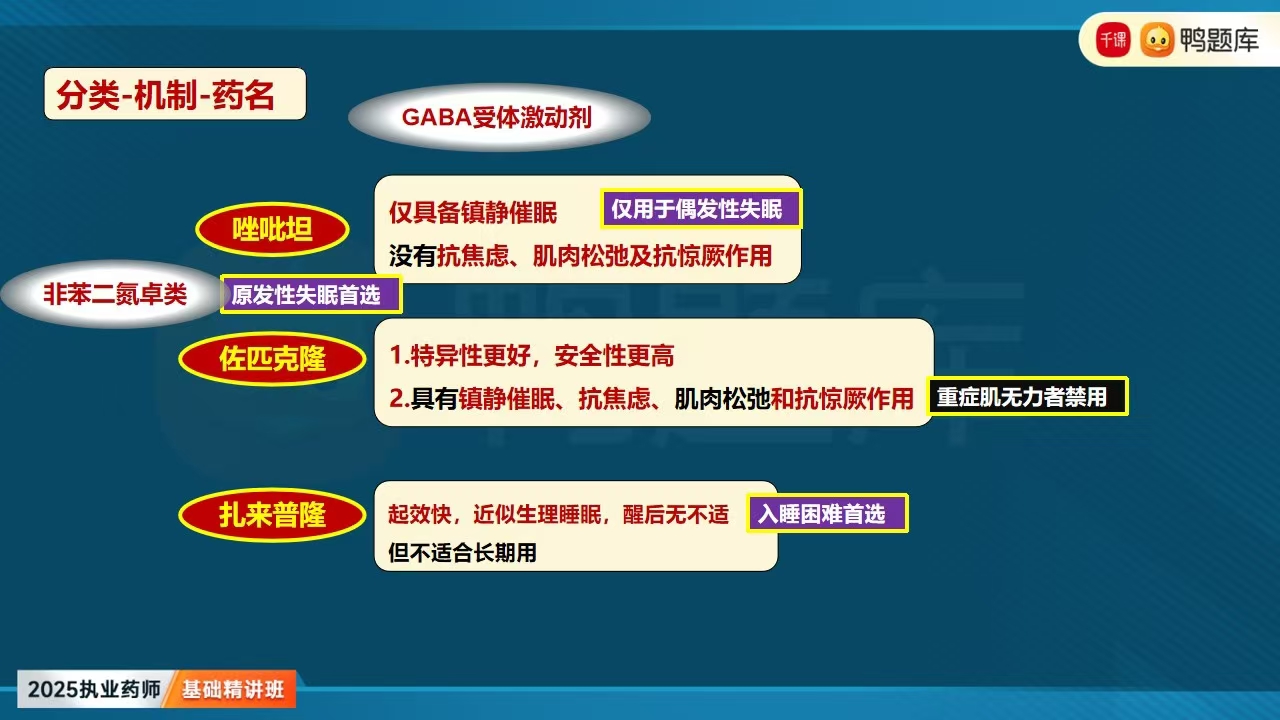 千课 鸭题库
分类-机制-药名
GABA受体激动剂
唑吡坦
仅具备镇静催眠
仅用于偶发性失眠
没有抗焦虑、肌肉松弛及抗惊厥作用
非苯二氮卓类
原发性失眠首选
佐匹克隆
1.特异性更好，安全性更高
2.具有镇静催眠、抗焦虑、肌肉松弛和抗惊厥作用
重症肌无力者禁用
扎来普隆
起效快，近似生理睡眠，醒后无不适
入睡困难首选
但不适合长期用
2025执业药师 基础精讲班
鸭题库